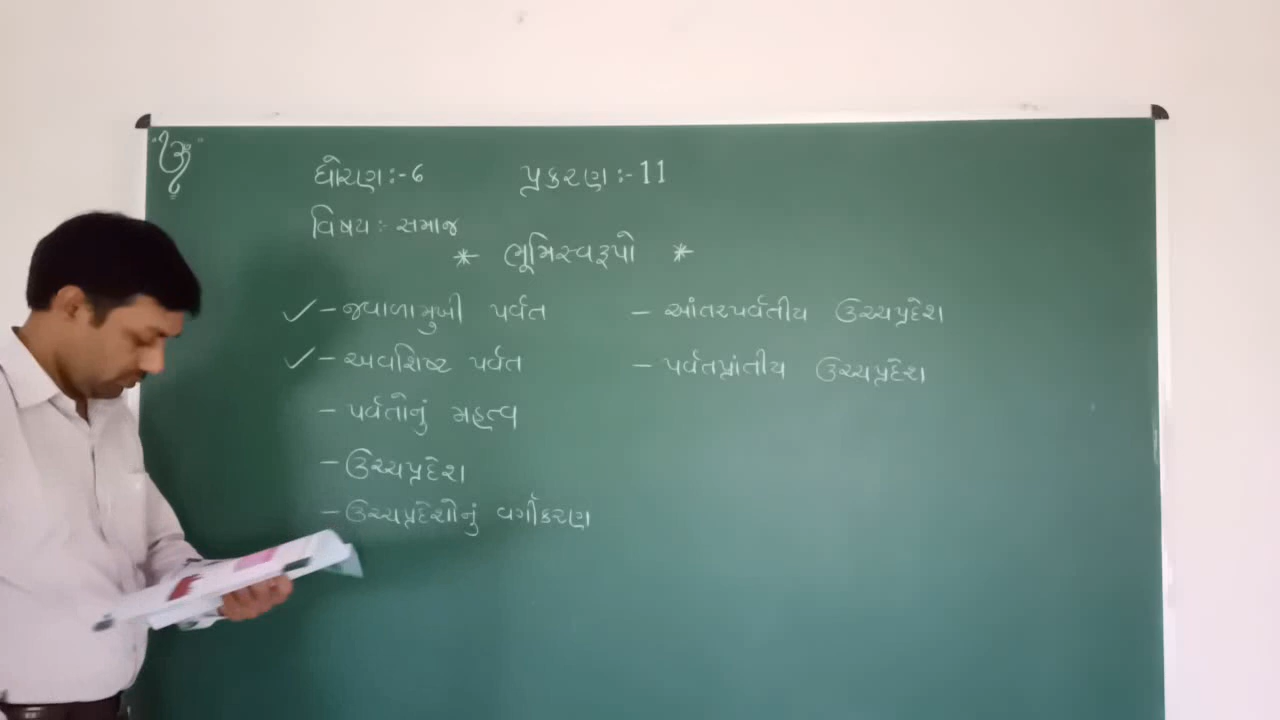 ૐ
ધોરણ:-6 પ્રકરણ:-11
વિષય:- સમાજ
* ભૂમિસ્વરૂપો *
✓ - જવાળામુખી પર્વત
✓ - અવશિષ્ટ પર્વત
- પર્વતોનું મહત્વ
- ઉચ્ચપ્રદેશ
- ઉચ્ચપ્રદેશોનું વર્ગીકરણ
- આંતરપર્વતીય ઉચ્ચપ્રદેશ
- પર્વતપ્રાંતીય ઉચ્ચપ્રદેશ